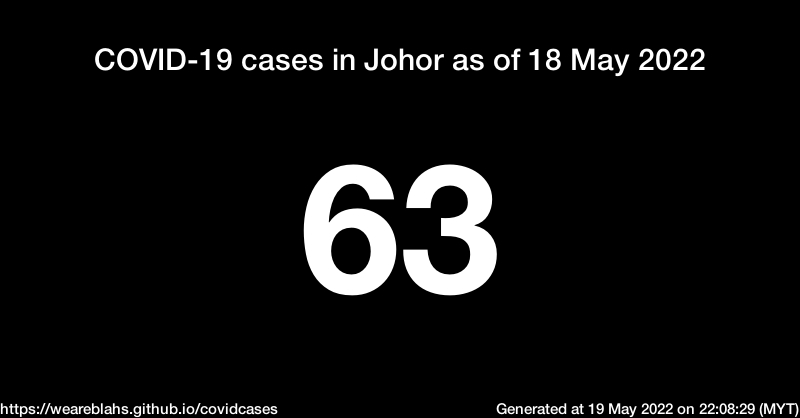 COVID-19 cases in Johor as of 18 May 2022
63
https://weareblahs.github.io/covidcases
Generated at 19 May 2022 on 22:08:29 (MYT)